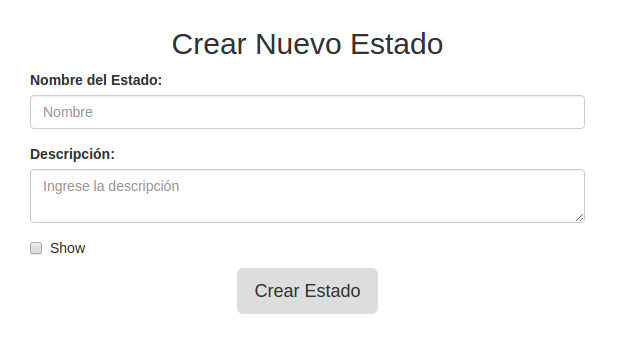 Crear Nuevo Estado
Nombre del Estado:
Nombre
Descripción:
Ingrese la descripción
Show
Crear Estado